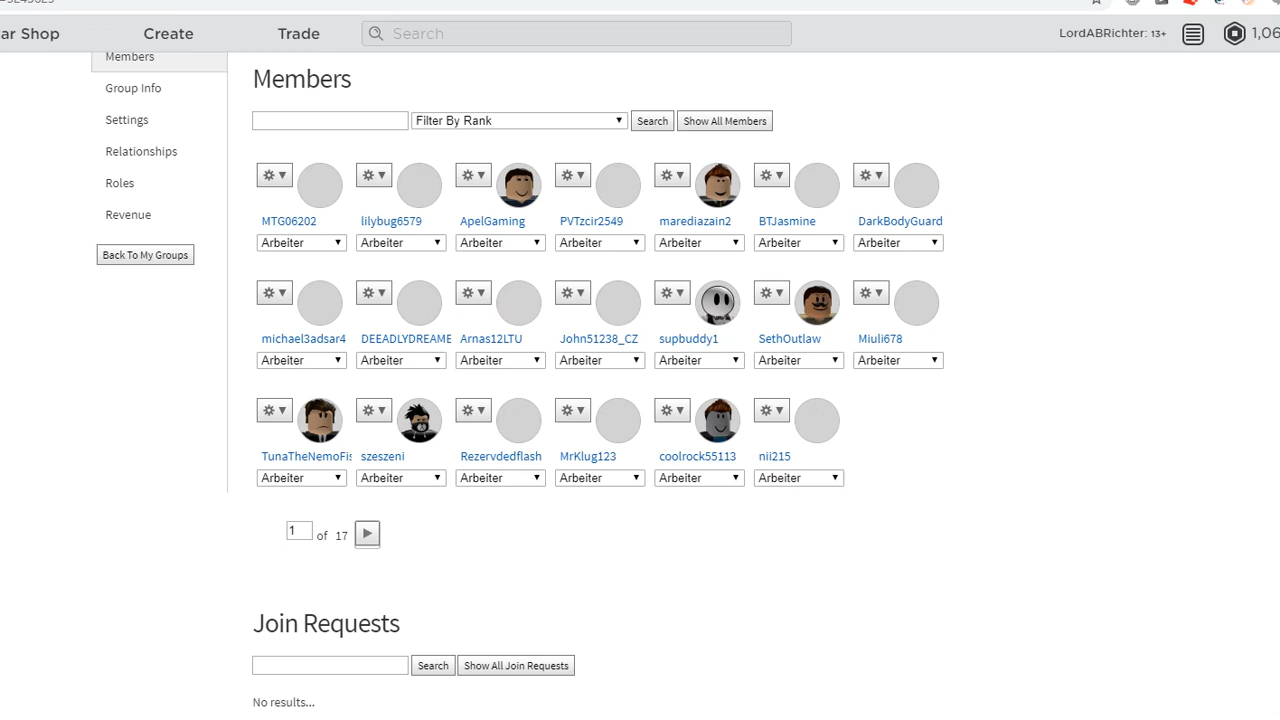 ar Shop Create Trade Search LordABRichter: 13+ 1,06
Members
Group Info
Settings
Relationships
Roles
Revenue
Back To My Groups
Members
Filter By Rank Search Show All Members
MTG06202 lilybug6579 ApelGaming PVTzcir2549 marediazain2 BTJasmine DarkBodyGuard
Arbeiter Arbeiter Arbeiter Arbeiter Arbeiter Arbeiter Arbeiter
michael3adsar4 DEEADLYDREAME Arnas12LTU John51238_CZ supbuddy1 SethOutlaw Miuli678
Arbeiter Arbeiter Arbeiter Arbeiter Arbeiter Arbeiter Arbeiter
TunaTheNemoFis szeszeni Rezervdedflash MrKlug123 coolrock55113 nii215
Arbeiter Arbeiter Arbeiter Arbeiter Arbeiter Arbeiter
1 of 17
Join Requests
Search Show All Join Requests
No results...